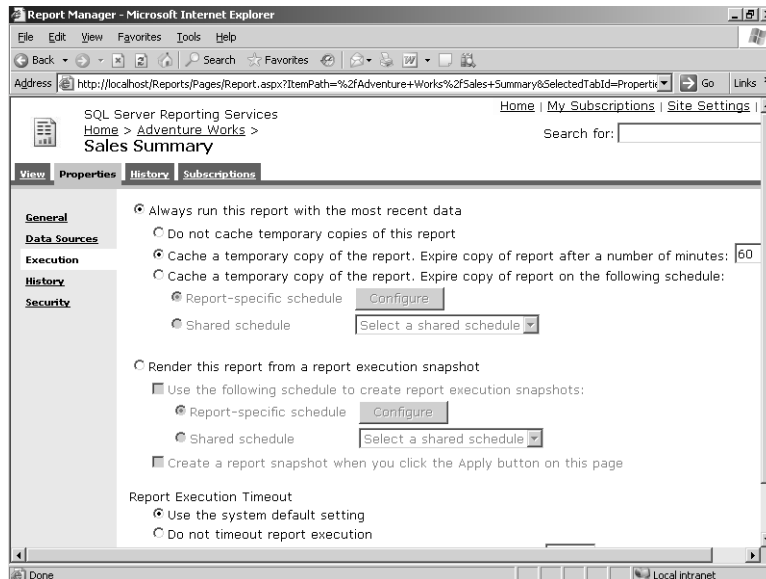 Report Manager - Microsoft Internet Explorer
File Edit View Favorites Tools Help
Back Search Favorites
Address http://localhost/Reports/Pages/Report.aspx?ItemPath=%2fAdventure+Works%2fSales+Summary&SelectedTabId=Properti Go Links
SQL Server Reporting Services
Home | My Subscriptions | Site Settings |
Home > Adventure Works >
Sales Summary
Search for:
View Properties History Subscriptions
General
Data Sources
Execution
History
Security
Always run this report with the most recent data
Do not cache temporary copies of this report
Cache a temporary copy of the report. Expire copy of report after a number of minutes: 60
Cache a temporary copy of the report. Expire copy of report on the following schedule:
Report-specific schedule Configure
Shared schedule Select a shared schedule
Render this report from a report execution snapshot
Use the following schedule to create report execution snapshots:
Report-specific schedule Configure
Shared schedule Select a shared schedule
Create a report snapshot when you click the Apply button on this page
Report Execution Timeout
Use the system default setting
Do not timeout report execution
Done Local intranet